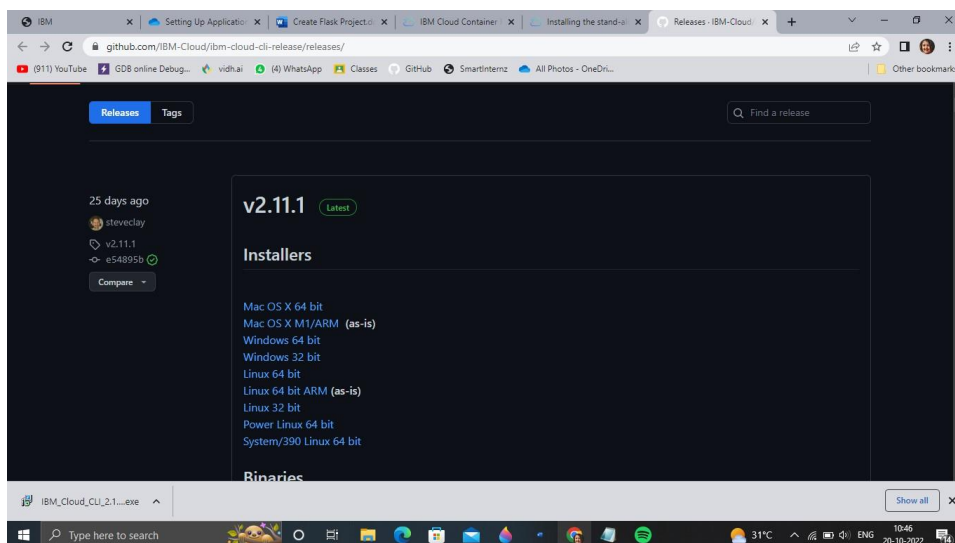 IBM
Setting Up Applicatio
Create Flask Project.d
IBM Cloud Container
Installing the stand-al
Releases · IBM-Cloud/
github.com/IBM-Cloud/ibm-cloud-cli-release/releases/
(911) YouTube
GDB online Debug...
vidh.ai
(4) WhatsApp
Classes
GitHub
SmartInternz
All Photos - OneDri...
Other bookmark
Releases
Tags
Find a release
25 days ago
steveclay
v2.11.1
e54895b
Compare
v2.11.1
Latest
Installers
Mac OS X 64 bit
Mac OS X M1/ARM (as-is)
Windows 64 bit
Windows 32 bit
Linux 64 bit
Linux 64 bit ARM (as-is)
Linux 32 bit
Power Linux 64 bit
System/390 Linux 64 bit
Binaries
IBM_Cloud_CLI_2.1....exe
Show all
Type here to search
31°C
ENG
10:46
20-10-2022